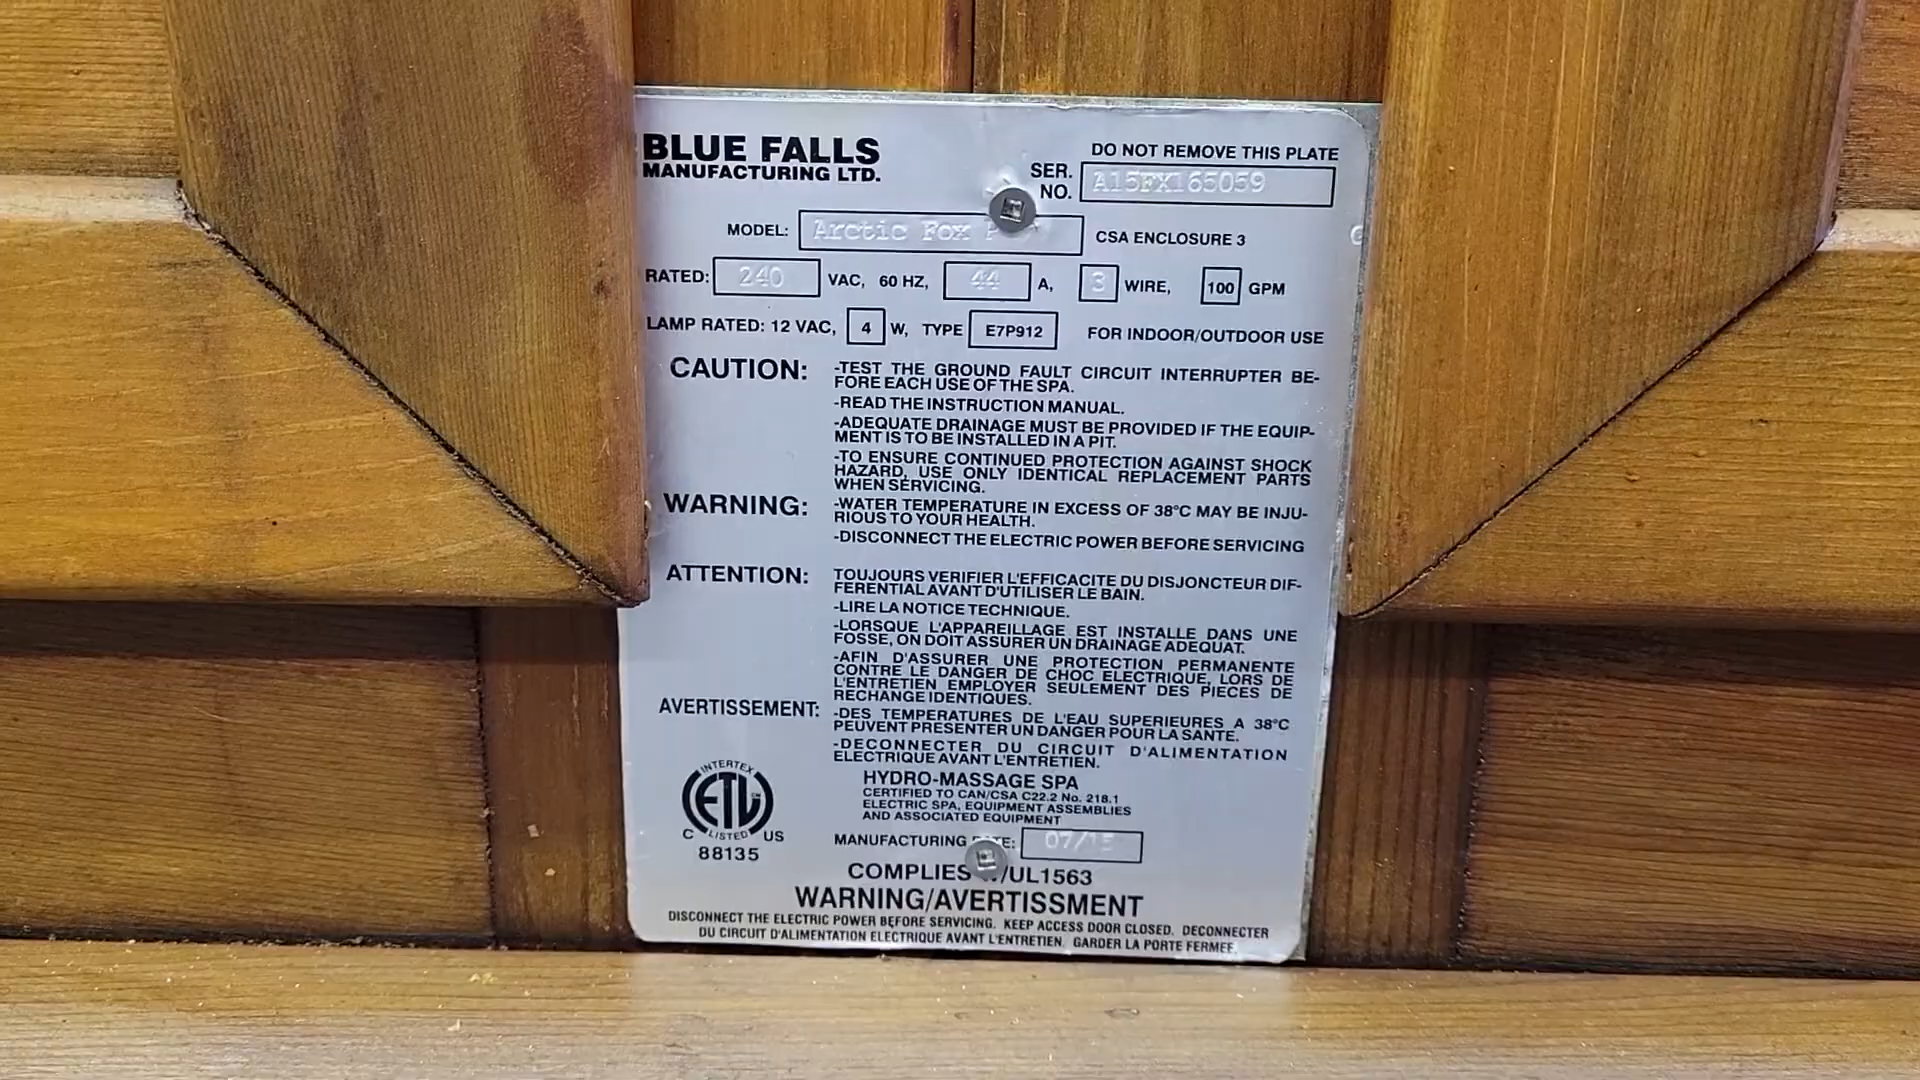 BLUE FALLS
MANUFACTURING LTD.
DO NOT REMOVE THIS PLATE
SER. NO. A15FX165059
MODEL: Arctic Fox
CSA ENCLOSURE 3
RATED: 240 VAC, 60 HZ, 44 A, 3 WIRE, 100 GPM
LAMP RATED: 12 VAC, 4 W, TYPE E7P912 FOR INDOOR/OUTDOOR USE
CAUTION: -TEST THE GROUND FAULT CIRCUIT INTERRUPTER BE-
FORE EACH USE OF THE SPA.
-READ THE INSTRUCTION MANUAL.
-ADEQUATE DRAINAGE MUST BE PROVIDED IF THE EQUIP-
MENT IS TO BE INSTALLED IN A PIT.
-TO ENSURE CONTINUED PROTECTION AGAINST SHOCK
HAZARD, USE ONLY IDENTICAL REPLACEMENT PARTS
WHEN SERVICING.
WARNING: -WATER TEMPERATURE IN EXCESS OF 38°C MAY BE INJU-
RIOUS TO YOUR HEALTH.
-DISCONNECT THE ELECTRIC POWER BEFORE SERVICING
ATTENTION: TOUJOURS VERIFIER L'EFFICACITE DU DISJONCTEUR DIF-
FERENTIAL AVANT D'UTILISER LE BAIN.
-LIRE LA NOTICE TECHNIQUE.
-LORSQUE L'APPAREILLAGE EST INSTALLE DANS UNE
FOSSE, ON DOIT ASSURER UN DRAINAGE ADEQUAT.
-AFIN D'ASSURER UNE PROTECTION PERMANENTE
CONTRE LE DANGER DE CHOC ELECTRIQUE, LORS DE
L'ENTRETIEN EMPLOYER SEULEMENT DES PIECES DE
RECHANGE IDENTIQUES.
AVERTISSEMENT: -DES TEMPERATURES DE L'EAU SUPERIEURES A 38°C
PEUVENT PRESENTER UN DANGER POUR LA SANTE.
-DECONNECTER DU CIRCUIT D'ALIMENTATION
ELECTRIQUE AVANT L'ENTRETIEN.
INTERTEK
ETL
CM
C LISTED US
88135
HYDRO-MASSAGE SPA
CERTIFIED TO CAN/CSA C22.2 No. 218.1
ELECTRIC SPA, EQUIPMENT ASSEMBLIES
AND ASSOCIATED EQUIPMENT
MANUFACTURING DATE: 07/15
COMPLIES W/UL1563
WARNING/AVERTISSMENT
DISCONNECT THE ELECTRIC POWER BEFORE SERVICING. KEEP ACCESS DOOR CLOSED. DECONNECTER
DU CIRCUIT D'ALIMENTATION ELECTRIQUE AVANT L'ENTRETIEN. GARDER LA PORTE FERMEE.